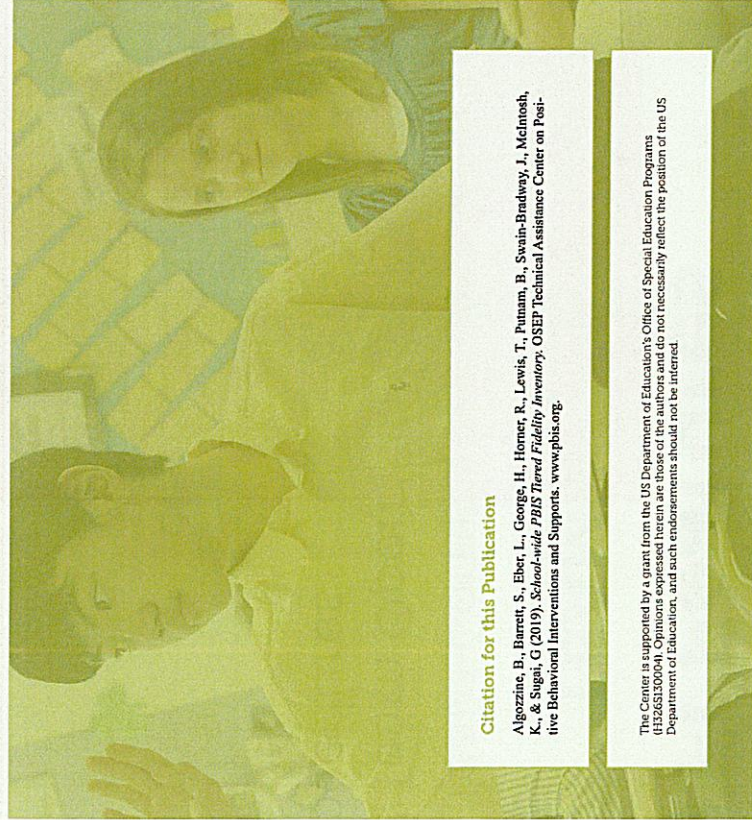 Citation for this Publication
Algozzine, B., Barrett, S., Eber, L., George, H., Horner, R., Lewis, T., Putnam, B., Swain-Bradway, J., McIntosh,
K., & Sugai, G (2019). School-wide PBIS Tiered Fidelity Inventory. OSEP Technical Assistance Center on Posi-
tive Behavioral Interventions and Supports. www.pbis.org.
The Center is supported by a grant from the US Department of Education's Office of Special Education Programs
(H326S130004). Opinions expressed herein are those of the authors and do not necessarily reflect the position of the US
Department of Education, and such endorsements should not be inferred.